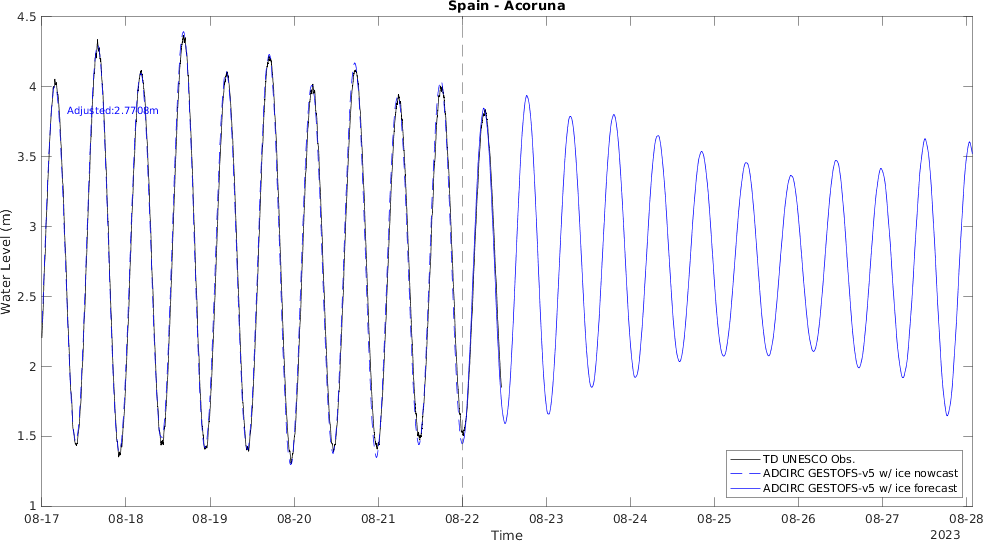 Spain - Acoruna
4.5
4
3.5
3
2.5
2
1.5
1
Water Level (m)
Adjusted:2.7708m
TD UNESCO Obs.
ADCIRC GESTOFS-v5 w/ ice nowcast
ADCIRC GESTOFS-v5 w/ ice forecast
08-17 08-18 08-19 08-20 08-21 08-22 08-23 08-24 08-25 08-26 08-27 08-28
Time
2023